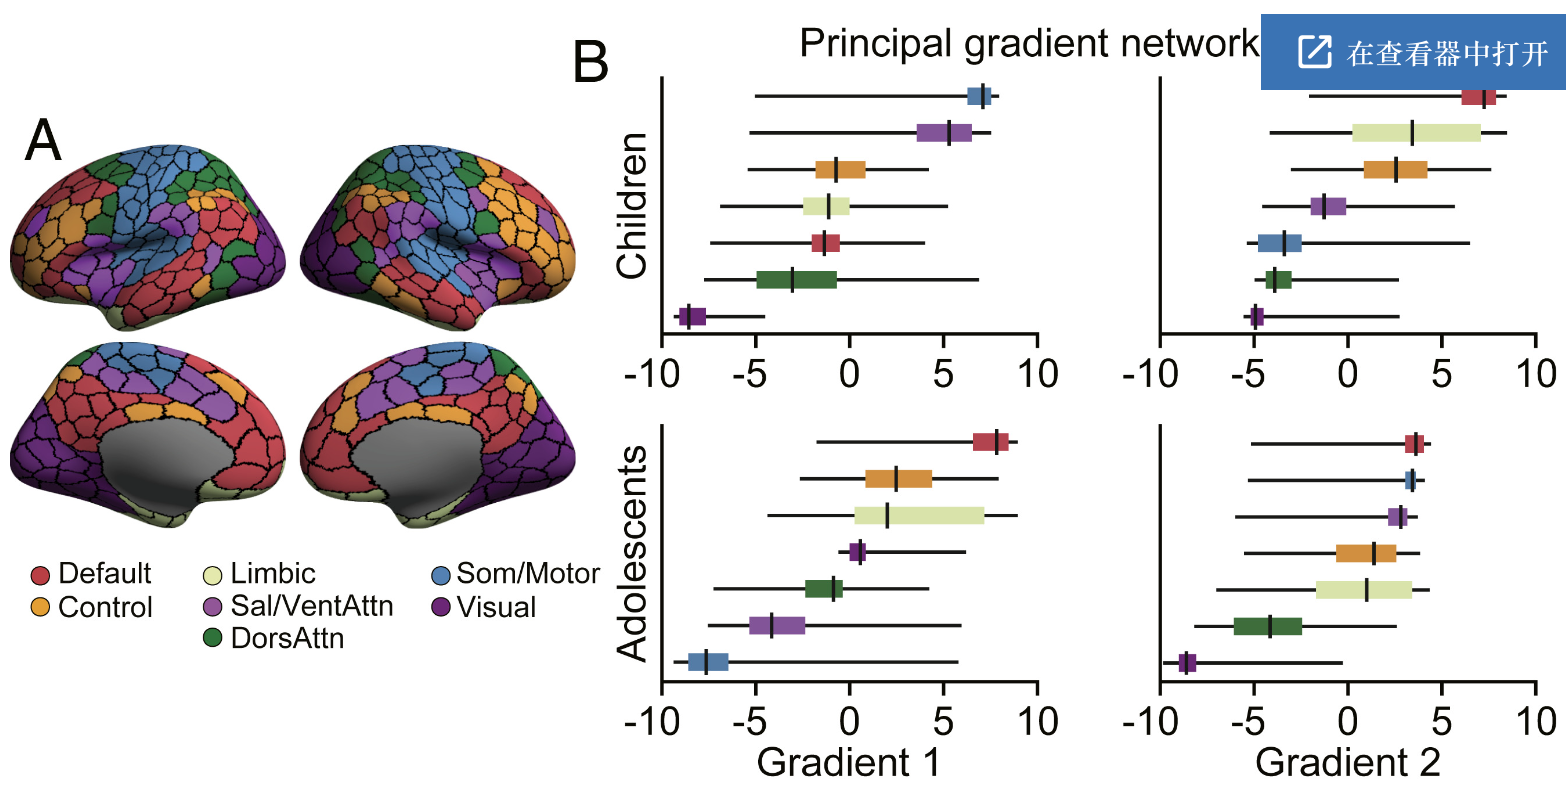 A
B
Principal gradient network
在查看器中打开
Children
-10 -5 0 5 10
-10 -5 0 5 10
Adolescents
-10 -5 0 5 10
-10 -5 0 5 10
Gradient 1
Gradient 2
Default
Limbic
Som/Motor
Control
Sal/VentAttn
Visual
DorsAttn